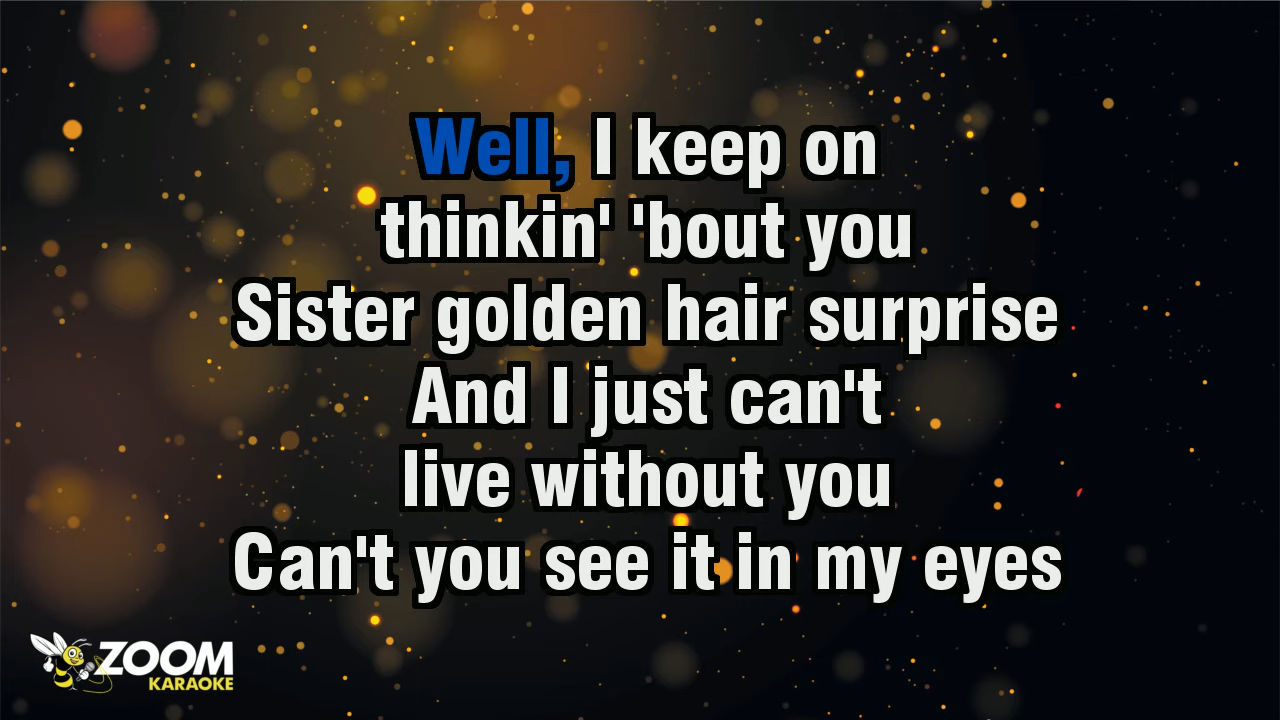 Well, I keep on
thinkin' 'bout you
Sister golden hair surprise
And I just can't
live without you
Can't you see it in my eyes
ZOOM
KARAOKE